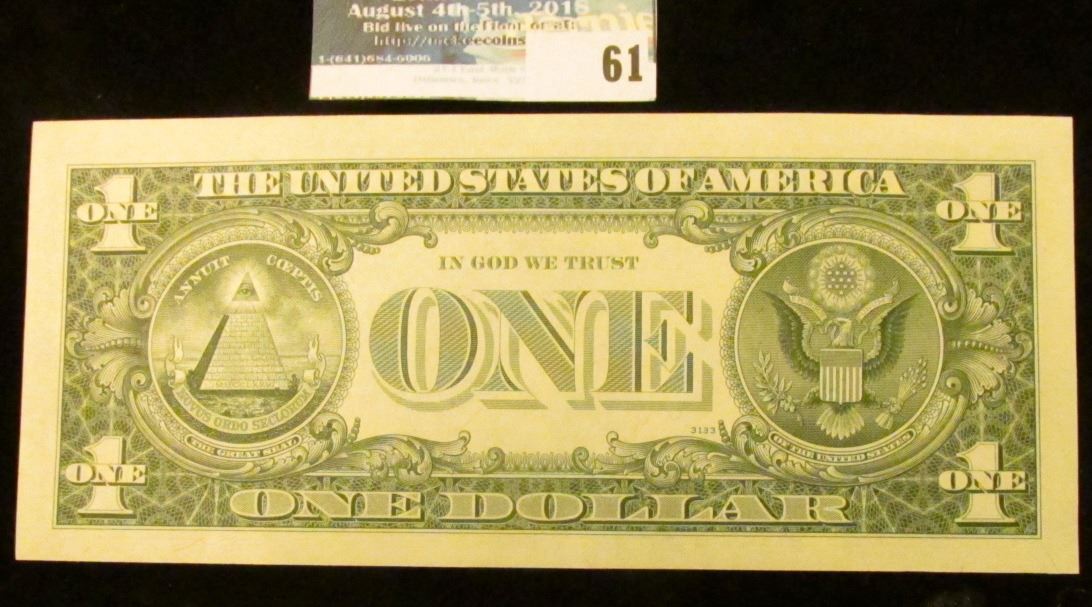 August 4th-5th, 2018
Bid live on the floor or at:
1-(641)684-6000
61
THE UNITED STATES OF AMERICA
1 ONE
1 ONE
ANNUIT CŒPTIS
IN GOD WE TRUST
ONE
NOVUS ORDO SECLORUM
THE GREAT SEAL
3133
OF THE UNITED STATES
1 ONE
1 ONE
ONE DOLLAR